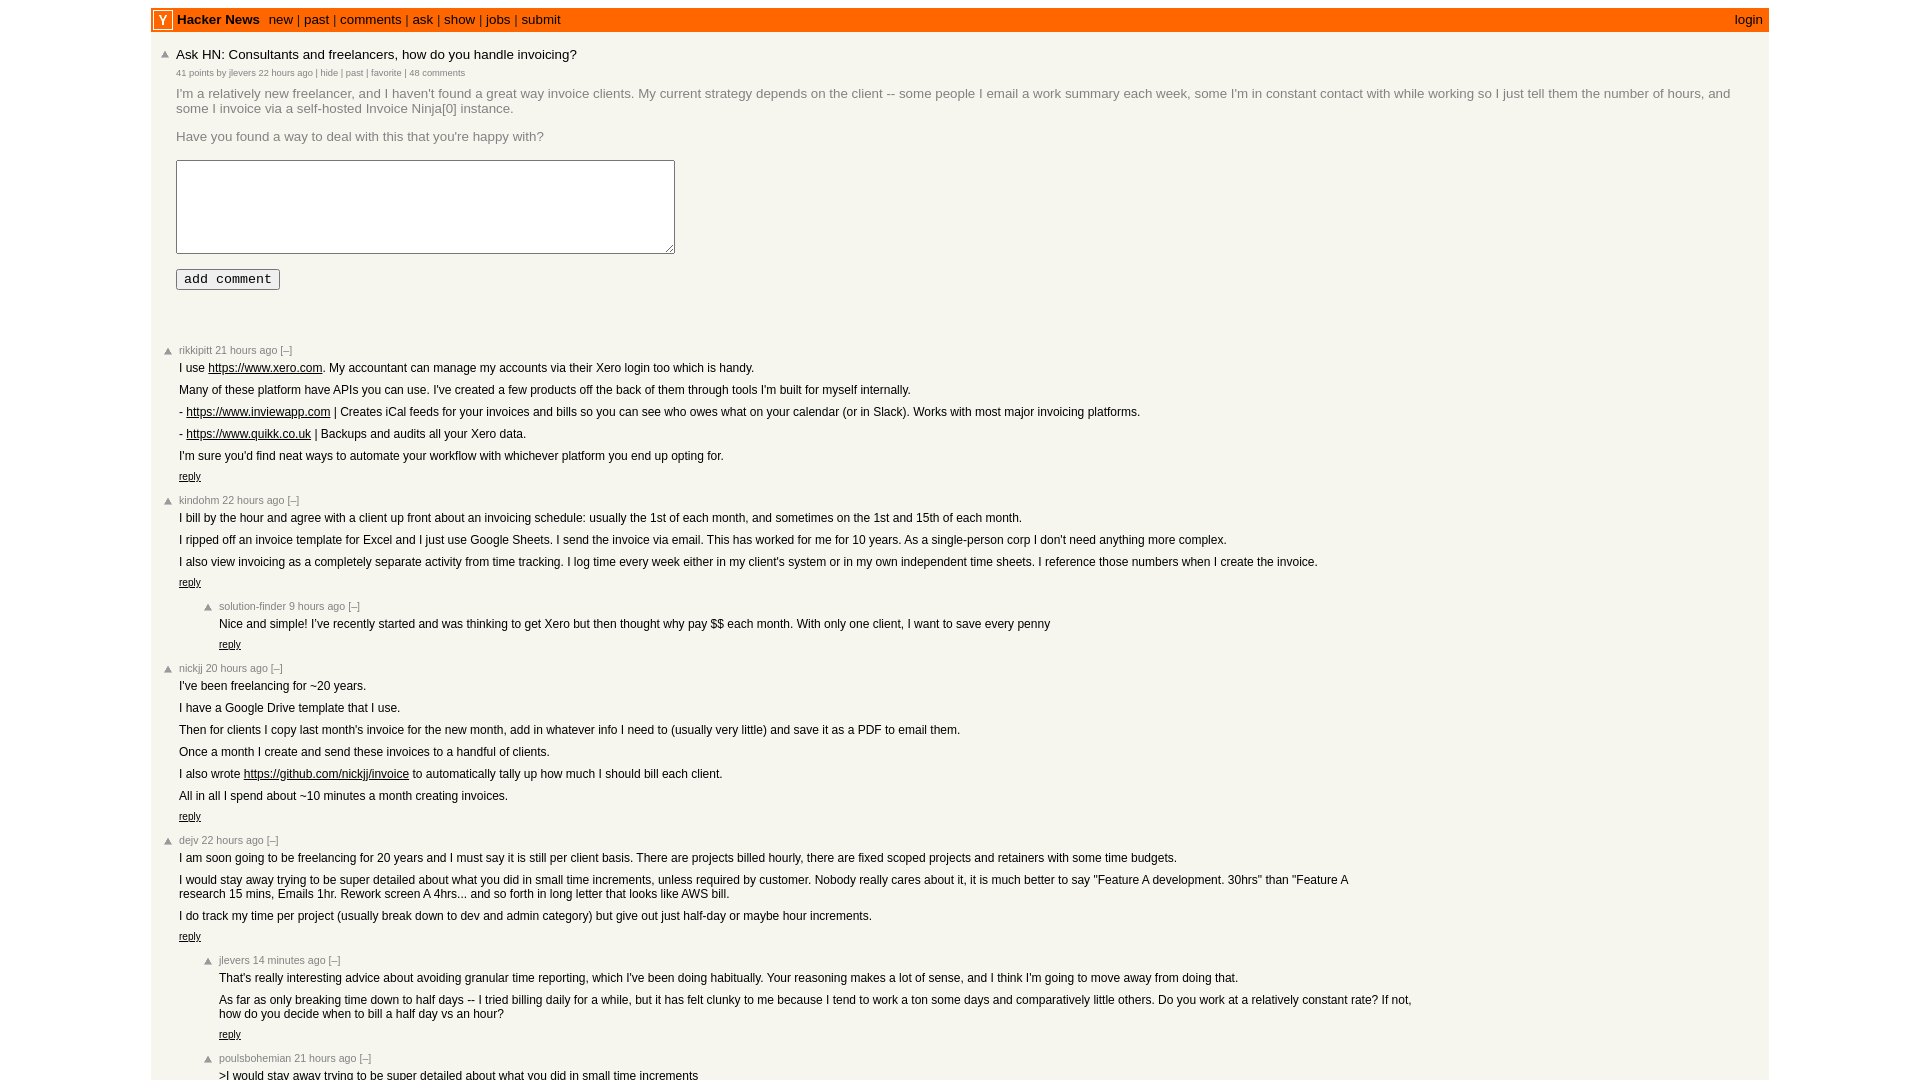 Y Hacker News new | past | comments | ask | show | jobs | submit login
Ask HN: Consultants and freelancers, how do you handle invoicing?
41 points by jlevers 22 hours ago | hide | past | favorite | 48 comments
I'm a relatively new freelancer, and I haven't found a great way invoice clients. My current strategy depends on the client -- some people I email a work summary each week, some I'm in constant contact with while working so I just tell them the number of hours, and
some I invoice via a self-hosted Invoice Ninja[0] instance.
Have you found a way to deal with this that you're happy with?
add comment
rikkipitt 21 hours ago [–]
I use https://www.xero.com. My accountant can manage my accounts via their Xero login too which is handy.
Many of these platform have APIs you can use. I've created a few products off the back of them through tools I'm built for myself internally.
- https://www.inviewapp.com | Creates iCal feeds for your invoices and bills so you can see who owes what on your calendar (or in Slack). Works with most major invoicing platforms.
- https://www.quikk.co.uk | Backups and audits all your Xero data.
I'm sure you'd find neat ways to automate your workflow with whichever platform you end up opting for.
reply
kindohm 22 hours ago [–]
I bill by the hour and agree with a client up front about an invoicing schedule: usually the 1st of each month, and sometimes on the 1st and 15th of each month.
I ripped off an invoice template for Excel and I just use Google Sheets. I send the invoice via email. This has worked for me for 10 years. As a single-person corp I don't need anything more complex.
I also view invoicing as a completely separate activity from time tracking. I log time every week either in my client's system or in my own independent time sheets. I reference those numbers when I create the invoice.
reply
solution-finder 9 hours ago [–]
Nice and simple! I’ve recently started and was thinking to get Xero but then thought why pay $$ each month. With only one client, I want to save every penny
reply
nickjj 20 hours ago [–]
I've been freelancing for ~20 years.
I have a Google Drive template that I use.
Then for clients I copy last month's invoice for the new month, add in whatever info I need to (usually very little) and save it as a PDF to email them.
Once a month I create and send these invoices to a handful of clients.
I also wrote https://github.com/nickjj/invoice to automatically tally up how much I should bill each client.
All in all I spend about ~10 minutes a month creating invoices.
reply
dejv 22 hours ago [–]
I am soon going to be freelancing for 20 years and I must say it is still per client basis. There are projects billed hourly, there are fixed scoped projects and retainers with some time budgets.
I would stay away trying to be super detailed about what you did in small time increments, unless required by customer. Nobody really cares about it, it is much better to say "Feature A development. 30hrs" than "Feature A
research 15 mins, Emails 1hr. Rework screen A 4hrs... and so forth in long letter that looks like AWS bill.
I do track my time per project (usually break down to dev and admin category) but give out just half-day or maybe hour increments.
reply
jlevers 14 minutes ago [–]
That's really interesting advice about avoiding granular time reporting, which I've been doing habitually. Your reasoning makes a lot of sense, and I think I'm going to move away from doing that.
As far as only breaking time down to half days -- I tried billing daily for a while, but it has felt clunky to me because I tend to work a ton some days and comparatively little others. Do you work at a relatively constant rate? If not,
how do you decide when to bill a half day vs an hour?
reply
poulsbohemian 21 hours ago [–]
>I would stay away trying to be super detailed about what you did in small time increments